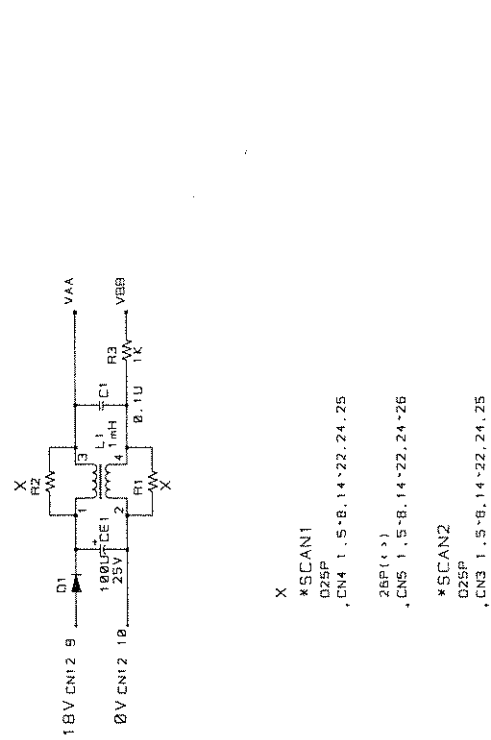 18V CN12 9
D1
100U
+
CE1
25V
1
X
R2
3
L1
1mH
C1
0.1U
VAA
0V CN12 10
2
R1
X
4
R3
1K
VBB
X
*SCAN1
D25P
,CN4 1,5~8,14~22,24,25
26P(< >)
,CN5 1,5~8,14~22,24~26
*SCAN2
D25P
,CN3 1,5~8,14~22,24,25